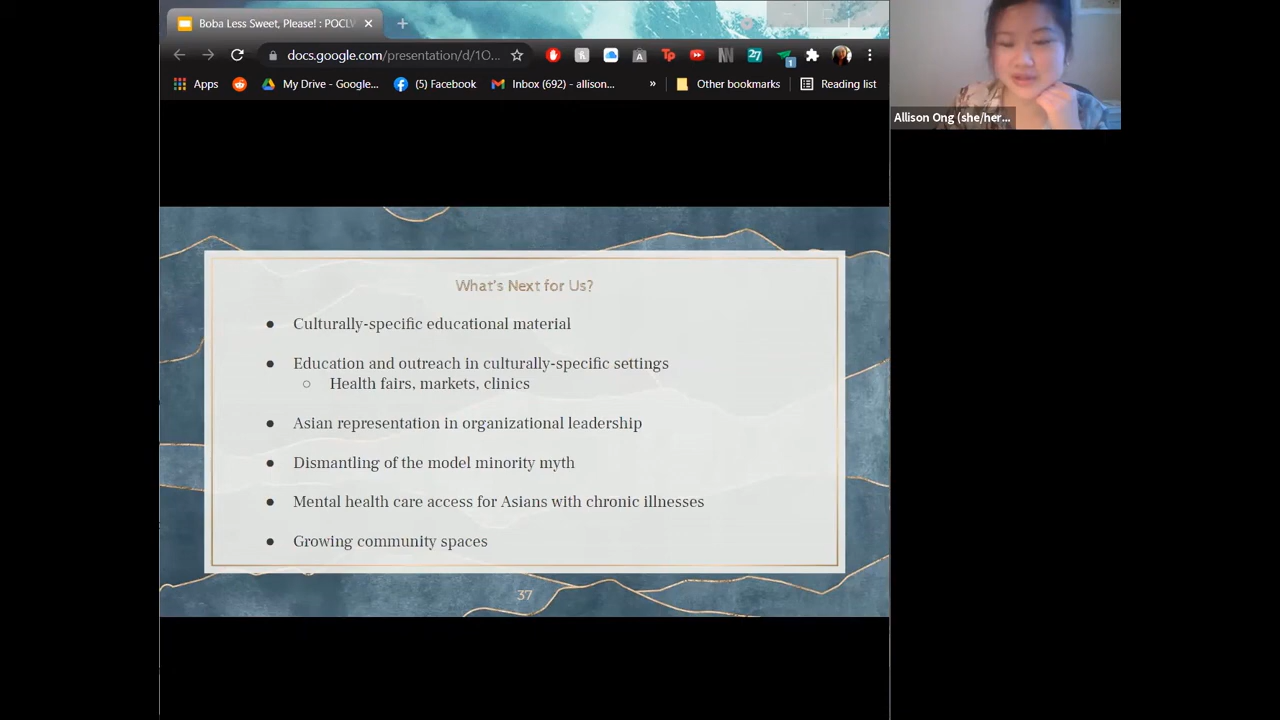 Boba Less Sweet, Please! : POCLV
docs.google.com/presentation/d/1O...
Apps
My Drive - Google...
(5) Facebook
Inbox (692) - allison...
»
Other bookmarks
Reading list
Tp
27
1
A
Allison Ong (she/her...
What's Next for Us?
● Culturally-specific educational material
● Education and outreach in culturally-specific settings
○ Health fairs, markets, clinics
● Asian representation in organizational leadership
● Dismantling of the model minority myth
● Mental health care access for Asians with chronic illnesses
● Growing community spaces
37